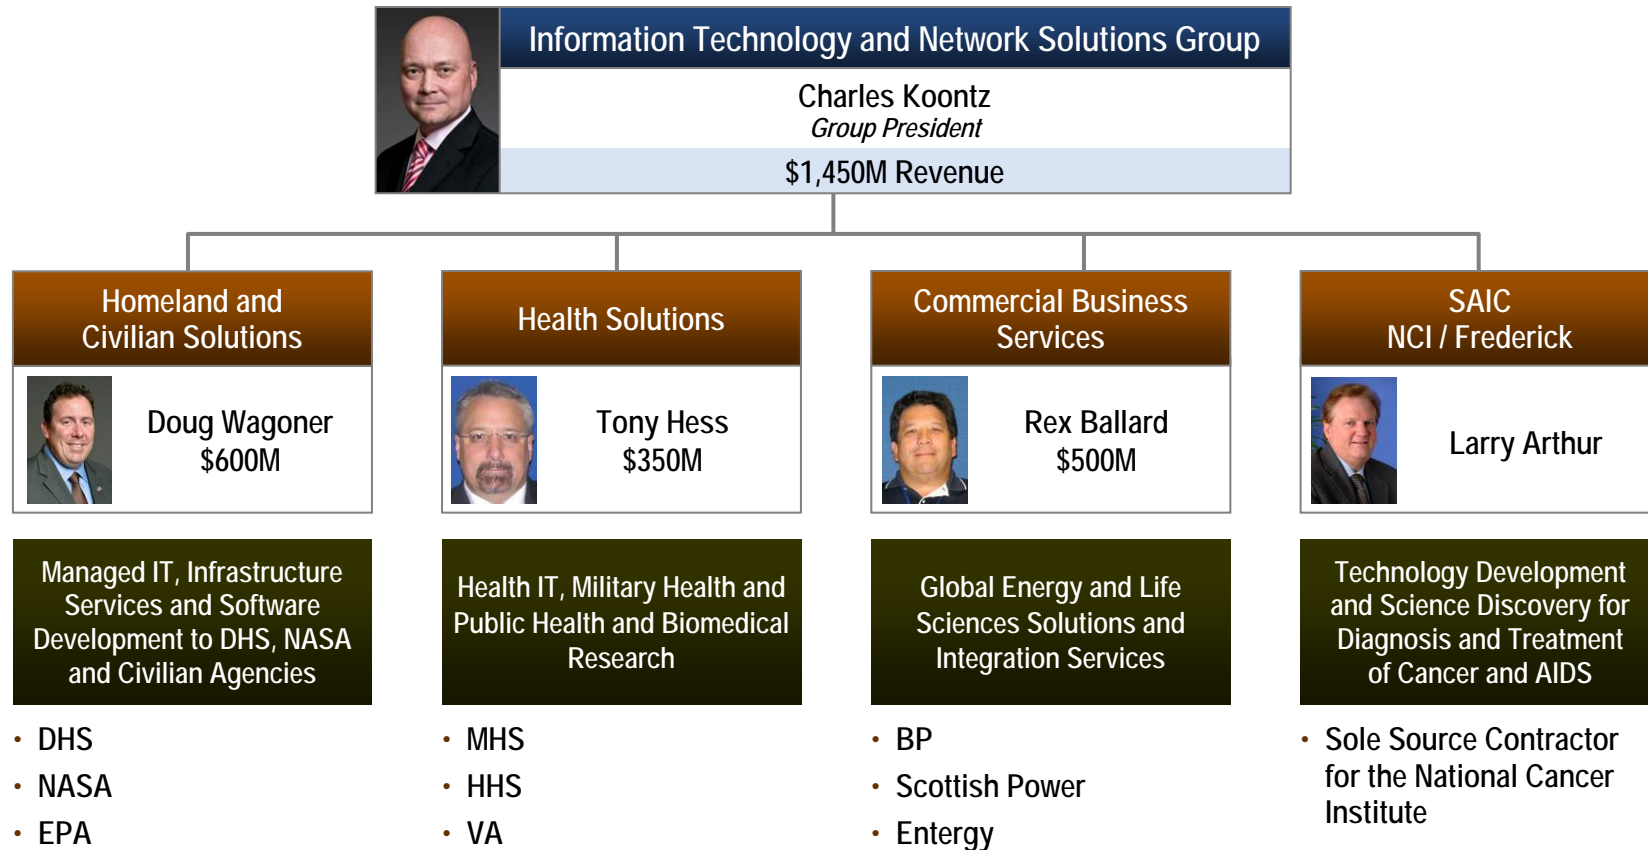 Information Technology and Network Solutions Group
Charles Koontz
Group President
$1,450M Revenue
Homeland and
Civilian Solutions
Doug Wagoner
$600M
Managed IT, Infrastructure
Services and Software
Development to DHS, NASA
and Civilian Agencies
• DHS
• NASA
• EPA
Health Solutions
Tony Hess
$350M
Health IT, Military Health and
Public Health and Biomedical
Research
• MHS
• HHS
• VA
Commercial Business
Services
Rex Ballard
$500M
Global Energy and Life
Sciences Solutions and
Integration Services
• BP
• Scottish Power
• Entergy
SAIC
NCI / Frederick
Larry Arthur
Technology Development
and Science Discovery for
Diagnosis and Treatment
of Cancer and AIDS
• Sole Source Contractor
for the National Cancer
Institute